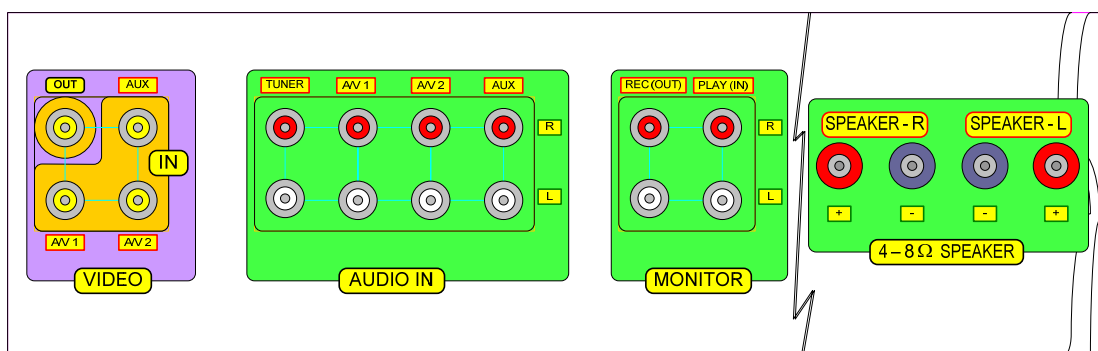 OUT
AUX
IN
A/V 1
A/V 2
VIDEO
TUNER
A/V 1
A/V 2
AUX
R
L
AUDIO IN
REC (OUT)
PLAY (IN)
R
L
MONITOR
SPEAKER - R
SPEAKER - L
+
-
-
+
4 – 8 Ω SPEAKER